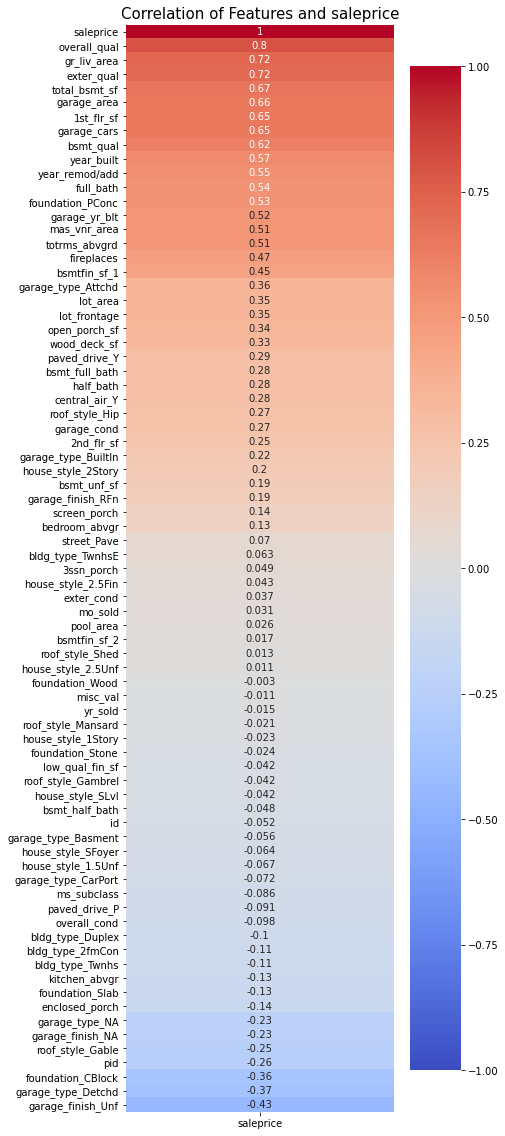 Correlation of Features and saleprice
saleprice 1
overall_qual 0.8
gr_liv_area 0.72
exter_qual 0.72
total_bsmt_sf 0.67
garage_area 0.66
1st_flr_sf 0.65
garage_cars 0.65
bsmt_qual 0.62
year_built 0.57
year_remod/add 0.55
full_bath 0.54
foundation_PConc 0.53
garage_yr_blt 0.52
mas_vnr_area 0.51
totrms_abvgrd 0.51
fireplaces 0.47
bsmtfin_sf_1 0.45
garage_type_Attchd 0.36
lot_area 0.35
lot_frontage 0.35
open_porch_sf 0.34
wood_deck_sf 0.33
paved_drive_Y 0.29
bsmt_full_bath 0.28
half_bath 0.28
central_air_Y 0.28
roof_style_Hip 0.27
garage_cond 0.27
2nd_flr_sf 0.25
garage_type_BuiltIn 0.22
house_style_2Story 0.2
bsmt_unf_sf 0.19
garage_finish_RFn 0.19
screen_porch 0.14
bedroom_abvgr 0.13
street_Pave 0.07
bldg_type_TwnhsE 0.063
3ssn_porch 0.049
house_style_2.5Fin 0.043
exter_cond 0.037
mo_sold 0.031
pool_area 0.026
bsmtfin_sf_2 0.017
roof_style_Shed 0.013
house_style_2.5Unf 0.011
foundation_Wood -0.003
misc_val -0.011
yr_sold -0.015
roof_style_Mansard -0.021
house_style_1Story -0.023
foundation_Stone -0.024
low_qual_fin_sf -0.042
roof_style_Gambrel -0.042
house_style_SLvl -0.042
bsmt_half_bath -0.048
id -0.052
garage_type_Basment -0.056
house_style_SFoyer -0.064
house_style_1.5Unf -0.067
garage_type_CarPort -0.072
ms_subclass -0.086
paved_drive_P -0.091
overall_cond -0.098
bldg_type_Duplex -0.1
bldg_type_2fmCon -0.11
bldg_type_Twnhs -0.11
kitchen_abvgr -0.13
foundation_Slab -0.13
enclosed_porch -0.14
garage_type_NA -0.23
garage_finish_NA -0.23
roof_style_Gable -0.25
pid -0.26
foundation_CBlock -0.36
garage_type_Detchd -0.37
garage_finish_Unf -0.43
saleprice
1.00
0.75
0.50
0.25
0.00
−0.25
−0.50
−0.75
−1.00